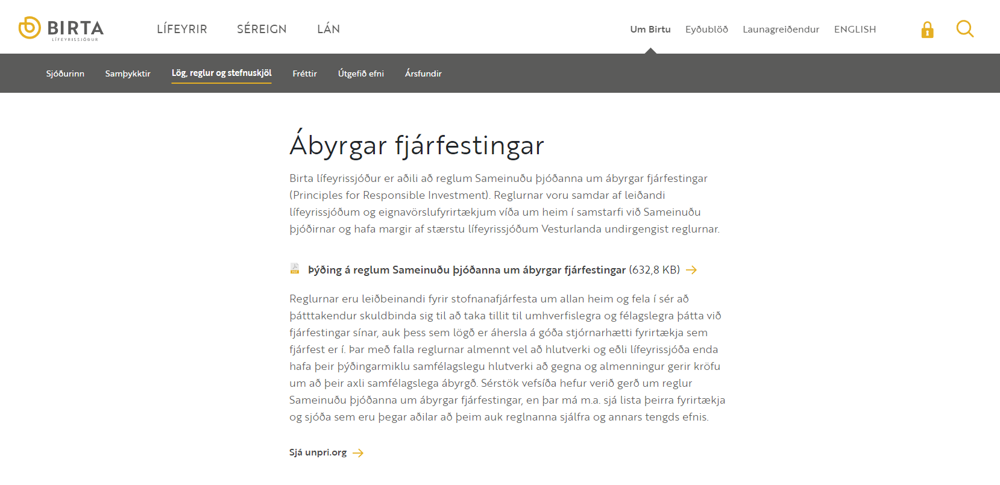 BIRTA
LÍFEYRISSJÓÐUR
LÍFEYRIR SÉREIGN LÁN
Um Birtu Eyðublöð Launagreiðendur ENGLISH
Sjóðurinn Samþykktir Lög, reglur og stefnuskjöl Fréttir Útgefið efni Ársfundir
Ábyrgar fjárfestingar
Birta lífeyrissjóður er aðili að reglum Sameinuðu þjóðanna um ábyrgar fjárfestingar
(Principles for Responsible Investment). Reglurnar voru samdar af leiðandi
lífeyrissjóðum og eignavörslufyrirtækjum víða um heim í samstarfi við Sameinuðu
þjóðirnar og hafa margir af stærstu lífeyrissjóðum Vesturlanda undirgengist reglurnar.
PDF Þýðing á reglum Sameinuðu þjóðanna um ábyrgar fjárfestingar (632,8 KB) →
Reglurnar eru leiðbeinandi fyrir stofnanafjárfesta um allan heim og fela í sér að
þátttakendur skuldbinda sig til að taka tillit til umhverfislegra og félagslegra þátta við
fjárfestingar sínar, auk þess sem lögð er áhersla á góða stjórnarhætti fyrirtækja sem
fjárfest er í. Þar með falla reglurnar almennt vel að hlutverki og eðli lífeyrissjóða enda
hafa þeir þýðingarmiklu samfélagslegu hlutverki að gegna og almenningur gerir kröfu
um að þeir axli samfélagslega ábyrgð. Sérstök vefsíða hefur verið gerð um reglur
Sameinuðu þjóðanna um ábyrgar fjárfestingar, en þar má m.a. sjá lista þeirra fyrirtækja
og sjóða sem eru þegar aðilar að þeim auk reglnanna sjálfra og annars tengds efnis.
Sjá unpri.org →